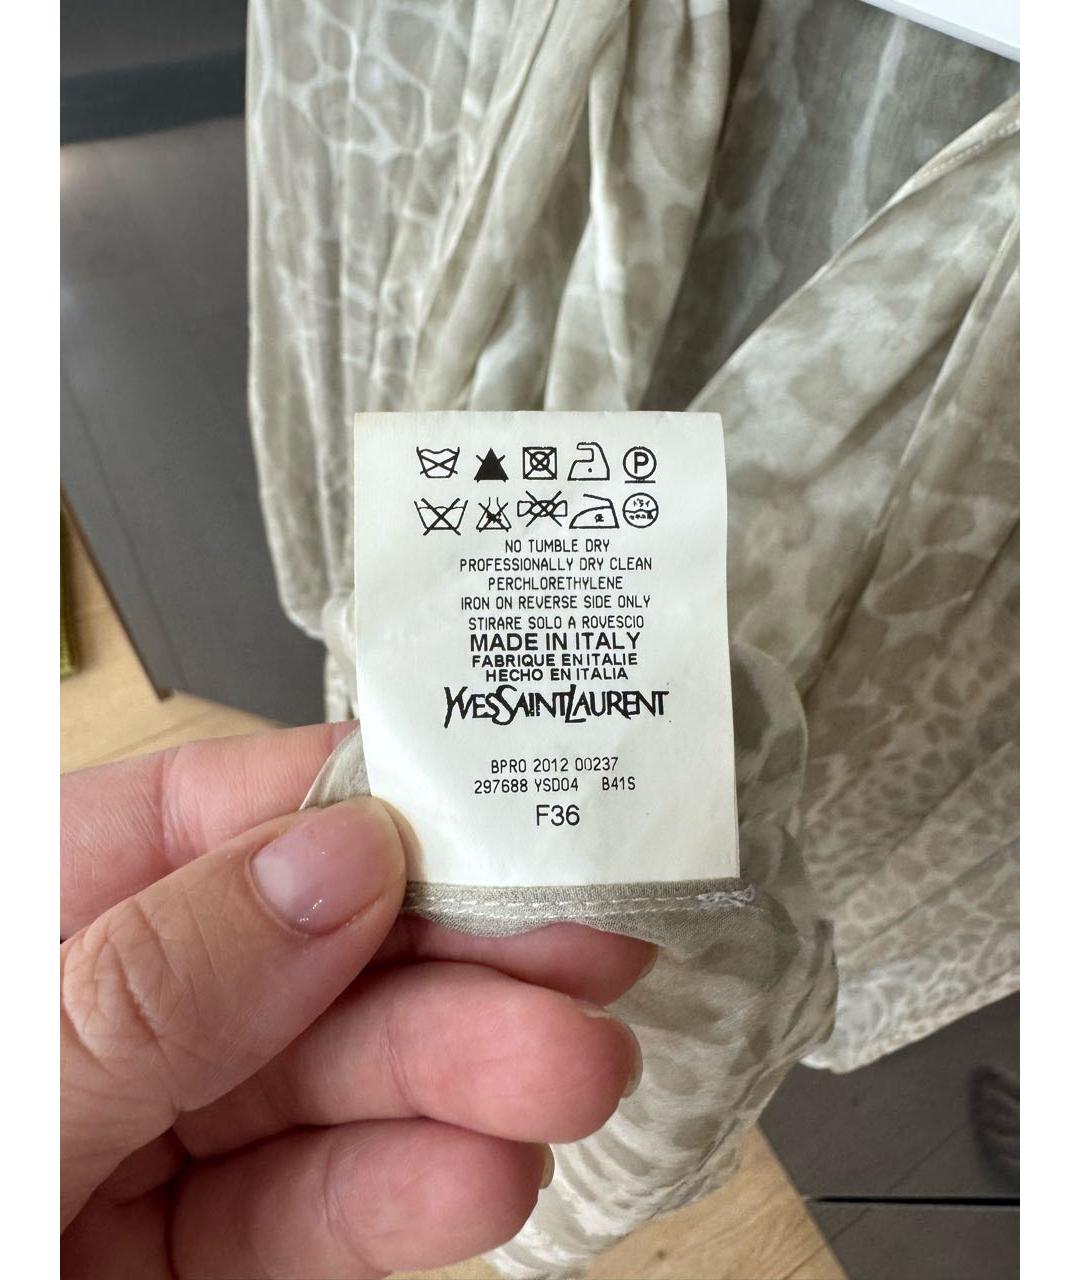 P
NO TUMBLE DRY
PROFESSIONALLY DRY CLEAN
PERCHLORETHYLENE
IRON ON REVERSE SIDE ONLY
STIRARE SOLO A ROVESCIO
MADE IN ITALY
FABRIQUE EN ITALIE
HECHO EN ITALIA
YVESSAINTLAURENT
BPRO 2012 00237
297688 YSD04 B41S
F36